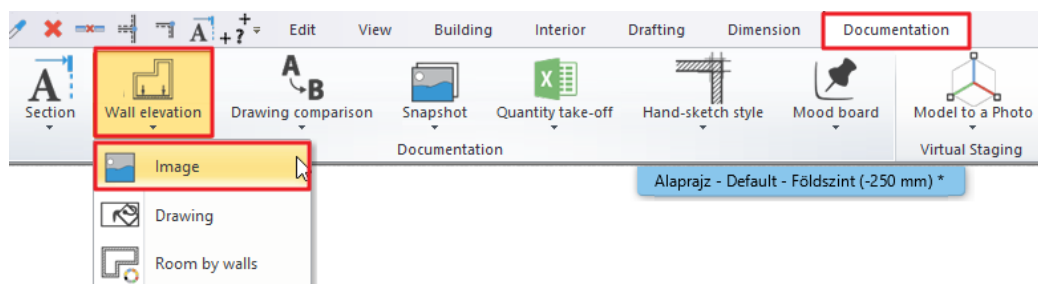 Edit View Building Interior Drafting Dimension Documentation
Section Wall elevation Drawing comparison Snapshot Quantity take-off Hand-sketch style Mood board Model to a Photo
Documentation Virtual Staging
Image
Alaprajz - Default - Földszint (-250 mm) *
Drawing
Room by walls